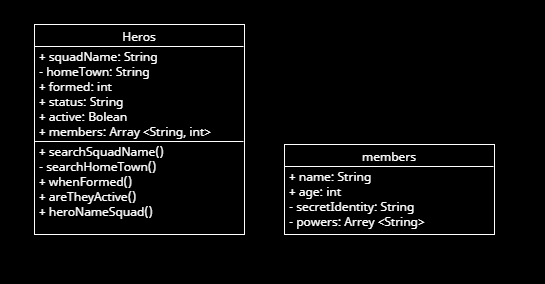 Heros
+ squadName: String
- homeTown: String
+ formed: int
+ status: String
+ active: Bolean
+ members: Array <String, int>
+ searchSquadName()
- searchHomeTown()
+ whenFormed()
+ areTheyActive()
+ heroNameSquad()
members
+ name: String
+ age: int
- secretIdentity: String
- powers: Arrey <String>